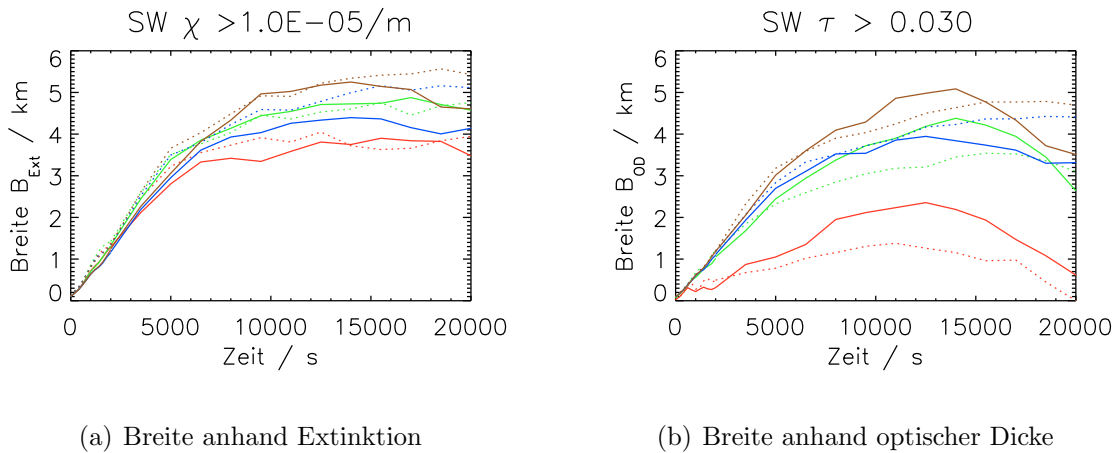 SW χ >1.0E−05/m
Breite B_Ext / km
6
5
4
3
2
1
0
0 5000 10000 15000 20000
Zeit / s
(a) Breite anhand Extinktion
SW τ > 0.030
Breite B_OD / km
6
5
4
3
2
1
0
0 5000 10000 15000 20000
Zeit / s
(b) Breite anhand optischer Dicke